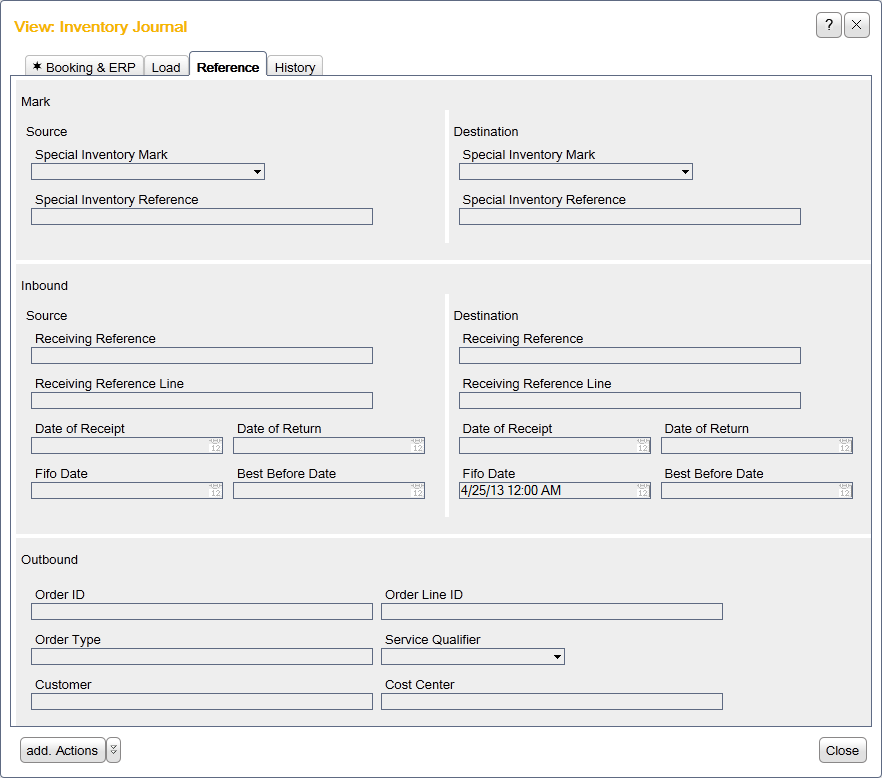 View: Inventory Journal
?
✶ Booking & ERP Load Reference History
Mark
Source Destination
Special Inventory Mark Special Inventory Mark
Special Inventory Reference Special Inventory Reference
Inbound
Source Destination
Receiving Reference Receiving Reference
Receiving Reference Line Receiving Reference Line
Date of Receipt Date of Return Date of Receipt Date of Return
12 12 12 12
Fifo Date Best Before Date Fifo Date Best Before Date
12 12 4/25/13 12:00 AM 12 12
Outbound
Order ID Order Line ID
Order Type Service Qualifier
Customer Cost Center
add. Actions Close